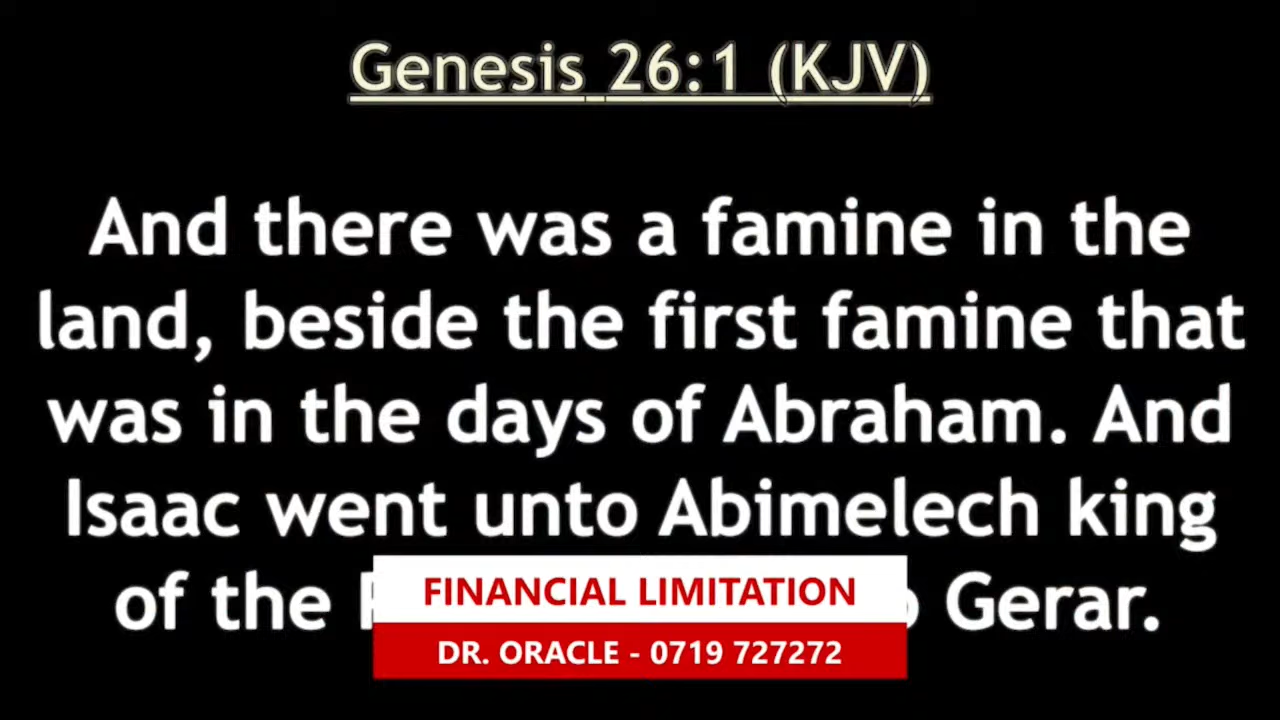 Genesis 26:1 (KJV)
And there was a famine in the
land, beside the first famine that
was in the days of Abraham. And
Isaac went unto Abimelech king
of the Gerar.
FINANCIAL LIMITATION
DR. ORACLE - 0719 727272